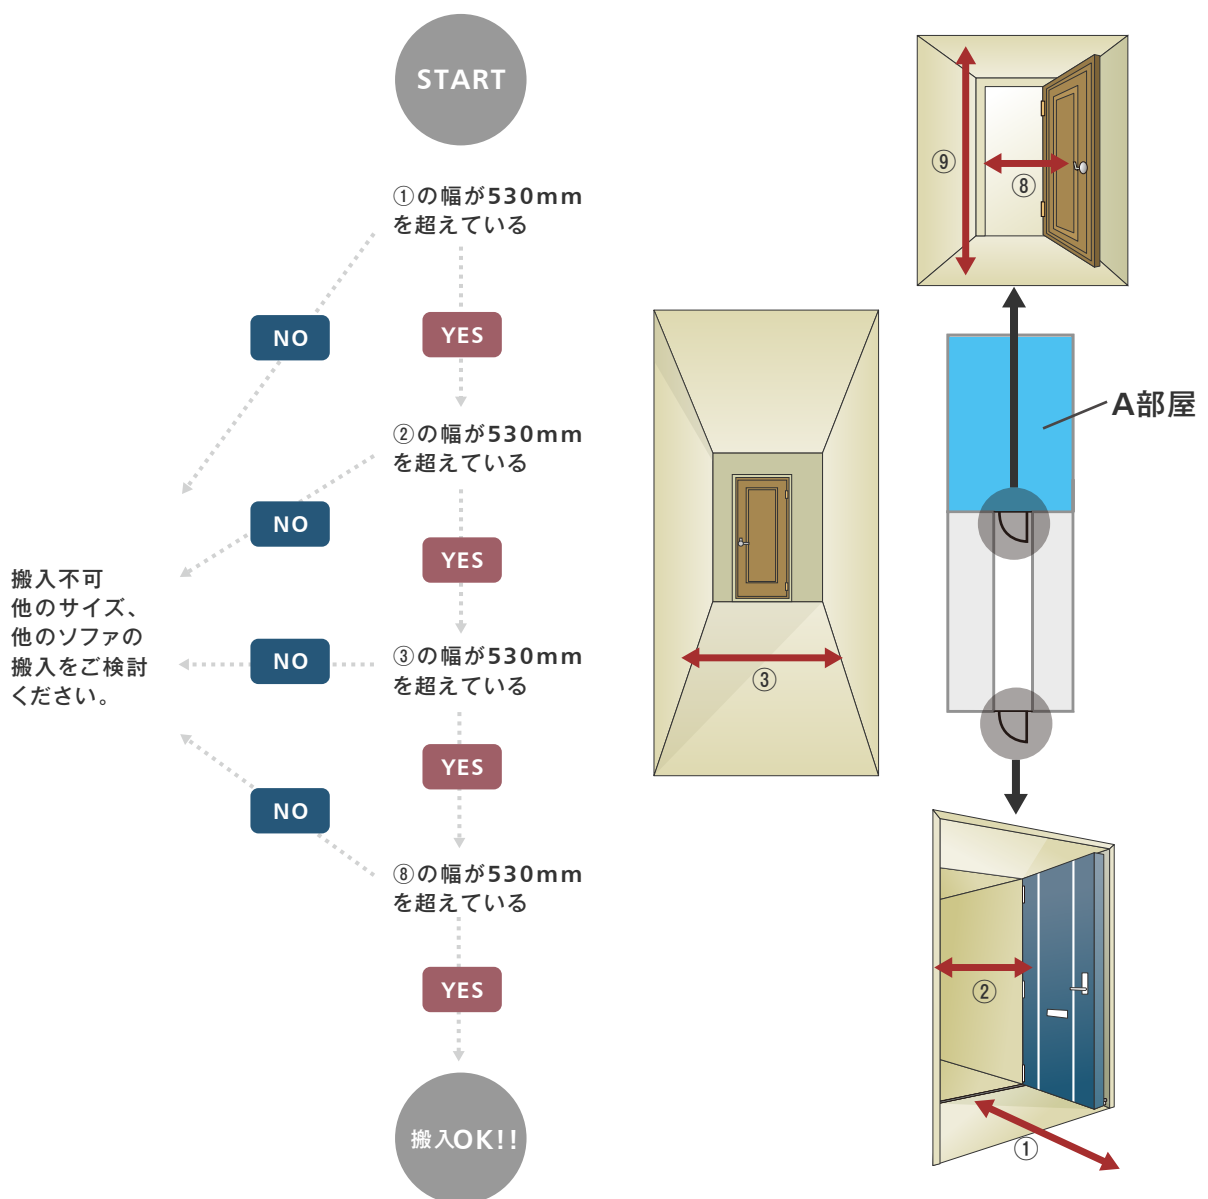 START
①の幅が530mm
を超えている
NO
YES
②の幅が530mm
を超えている
NO
YES
搬入不可
他のサイズ、
他のソファの
搬入をご検討
ください。
③の幅が530mm
を超えている
NO
YES
NO
⑧の幅が530mm
を超えている
YES
搬入OK!!
⑨
⑧
A部屋
③
②
①